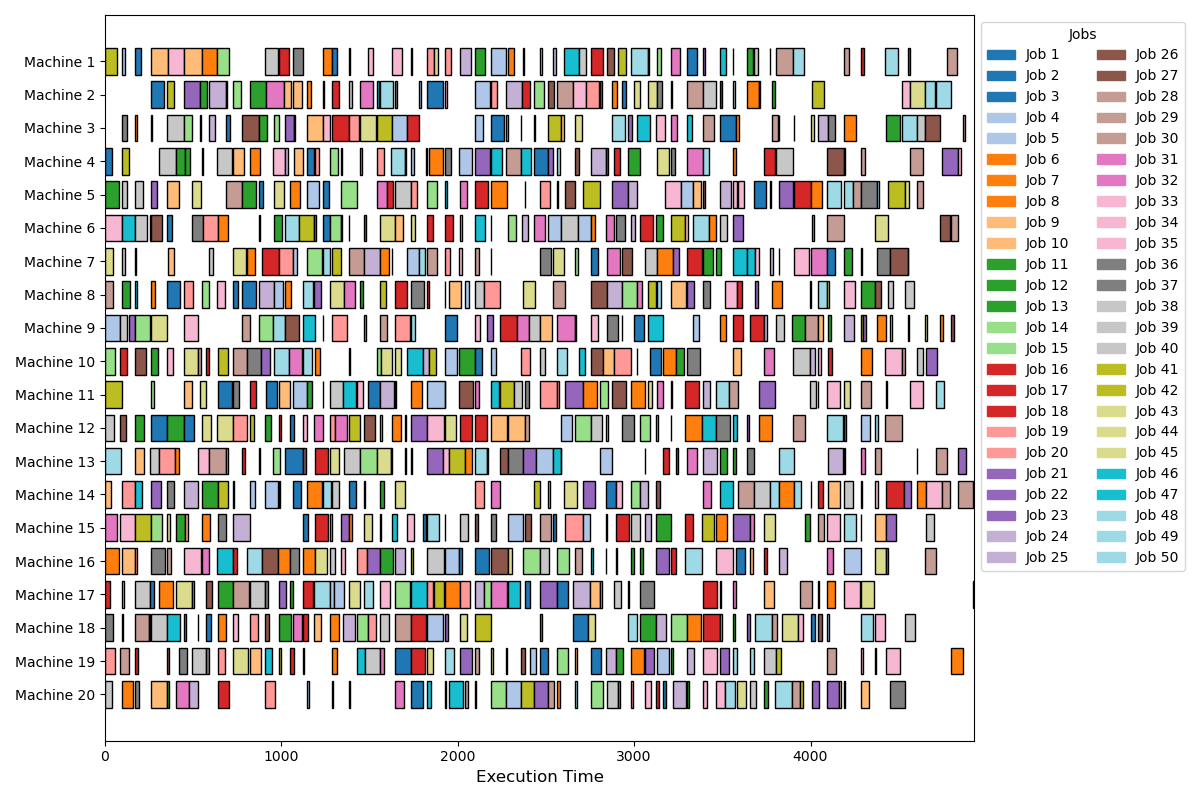 Machine 1
Machine 2
Machine 3
Machine 4
Machine 5
Machine 6
Machine 7
Machine 8
Machine 9
Machine 10
Machine 11
Machine 12
Machine 13
Machine 14
Machine 15
Machine 16
Machine 17
Machine 18
Machine 19
Machine 20
0 1000 2000 3000 4000
Execution Time
Jobs
Job 1 Job 26
Job 2 Job 27
Job 3 Job 28
Job 4 Job 29
Job 5 Job 30
Job 6 Job 31
Job 7 Job 32
Job 8 Job 33
Job 9 Job 34
Job 10 Job 35
Job 11 Job 36
Job 12 Job 37
Job 13 Job 38
Job 14 Job 39
Job 15 Job 40
Job 16 Job 41
Job 17 Job 42
Job 18 Job 43
Job 19 Job 44
Job 20 Job 45
Job 21 Job 46
Job 22 Job 47
Job 23 Job 48
Job 24 Job 49
Job 25 Job 50